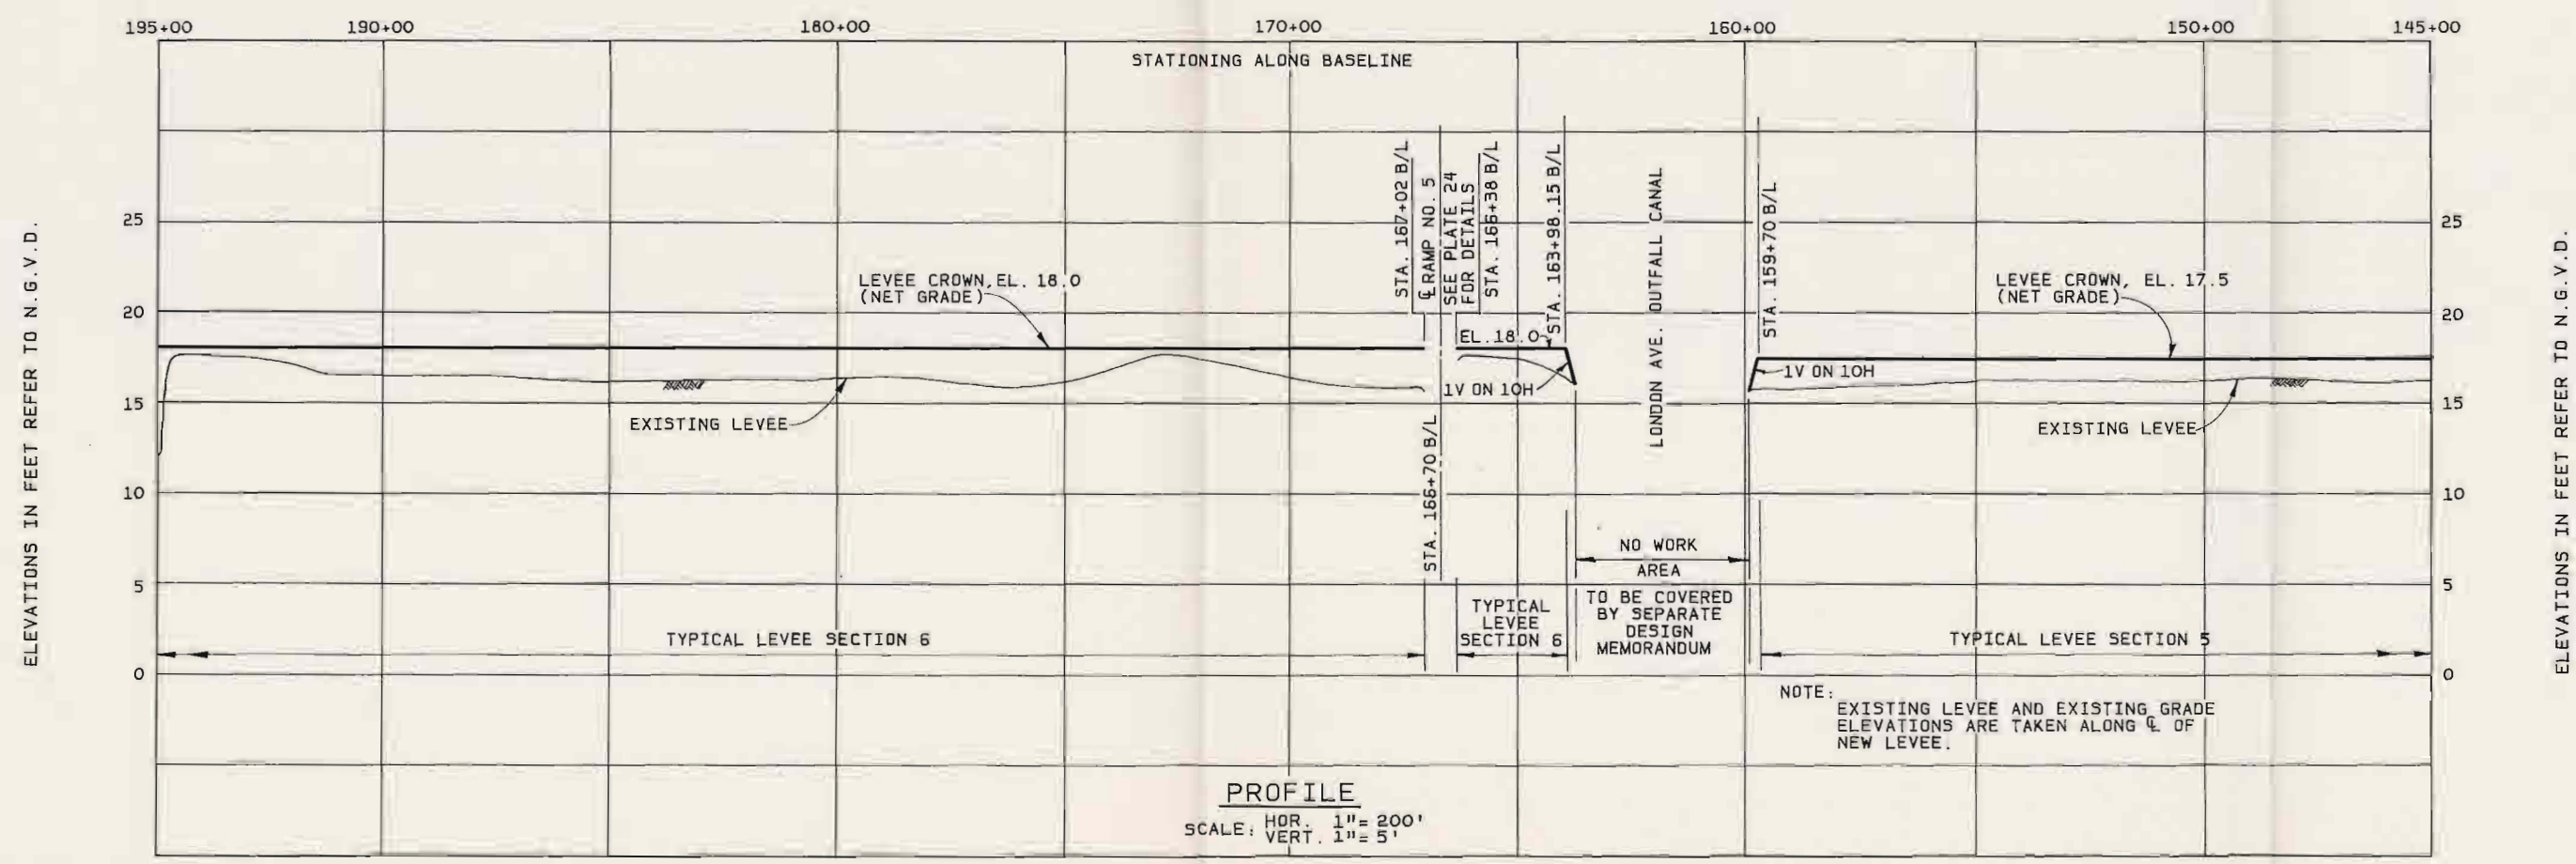 195+00 190+00 180+00 170+00 160+00 150+00 145+00
STATIONING ALONG BASELINE
ELEVATIONS IN FEET REFER TO N.G.V.D.
25
20
15
10
5
0
LEVEE CROWN, EL. 18.0
(NET GRADE)
EXISTING LEVEE
STA. 167+02 B/L
℄ RAMP NO. 5
SEE PLATE 24
FOR DETAILS
STA. 166+38 B/L
STA. 163+98.15 B/L
EL. 18.0
1V ON 10H
STA. 166+70 B/L
LONDON AVE. OUTFALL CANAL
STA. 159+70 B/L
1V ON 10H
LEVEE CROWN, EL. 17.5
(NET GRADE)
EXISTING LEVEE
TYPICAL LEVEE SECTION 6
TYPICAL
LEVEE
SECTION 6
NO WORK
AREA
TO BE COVERED
BY SEPARATE
DESIGN
MEMORANDUM
TYPICAL LEVEE SECTION 5
25
20
15
10
5
0
ELEVATIONS IN FEET REFER TO N.G.V.D.
NOTE:
EXISTING LEVEE AND EXISTING GRADE
ELEVATIONS ARE TAKEN ALONG ℄ OF
NEW LEVEE.
PROFILE
SCALE: HOR. 1"= 200'
VERT. 1"= 5'